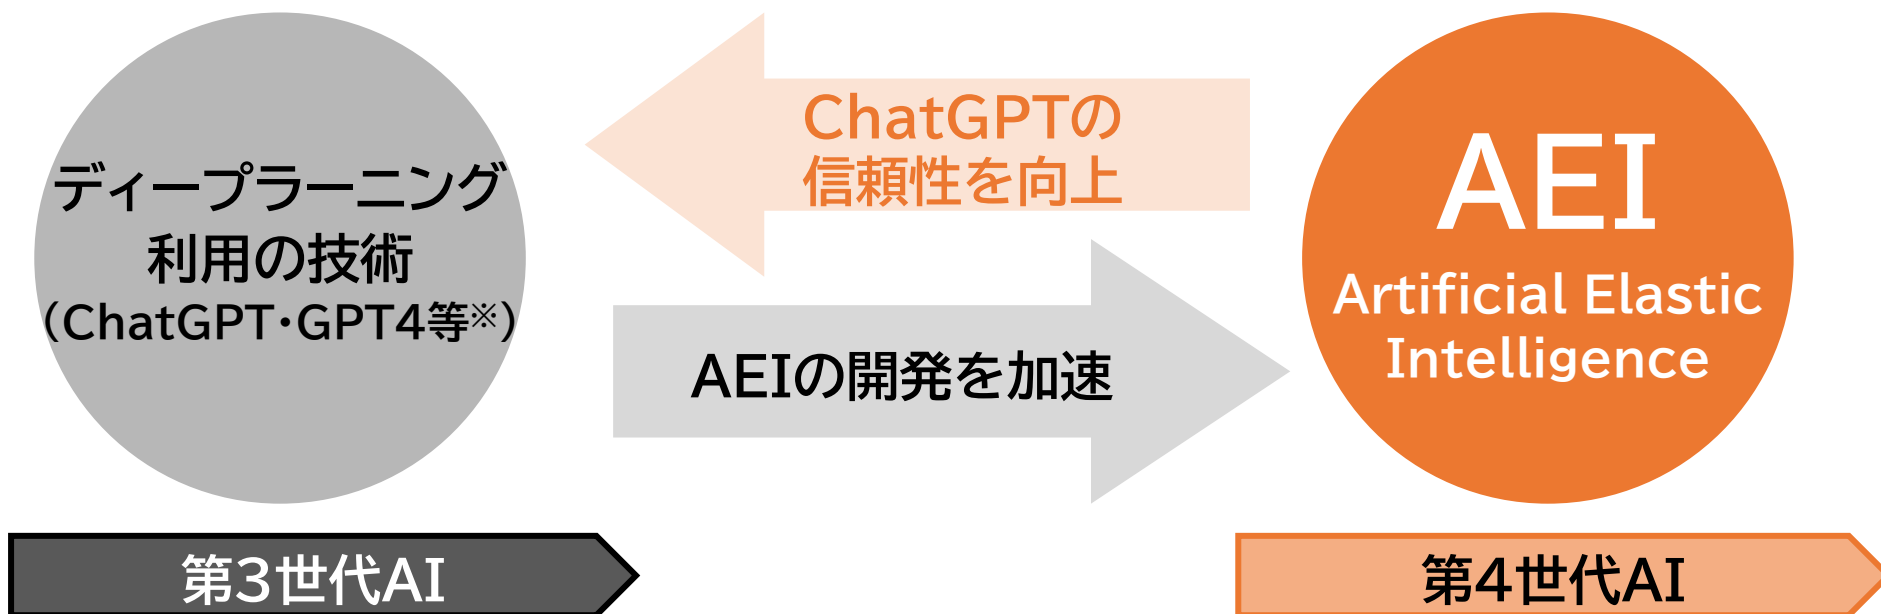 ディープラーニング
利用の技術
（ChatGPT・GPT4等※）
ChatGPTの
信頼性を向上
AEIの開発を加速
AEI
Artificial Elastic
Intelligence
第3世代AI
第4世代AI